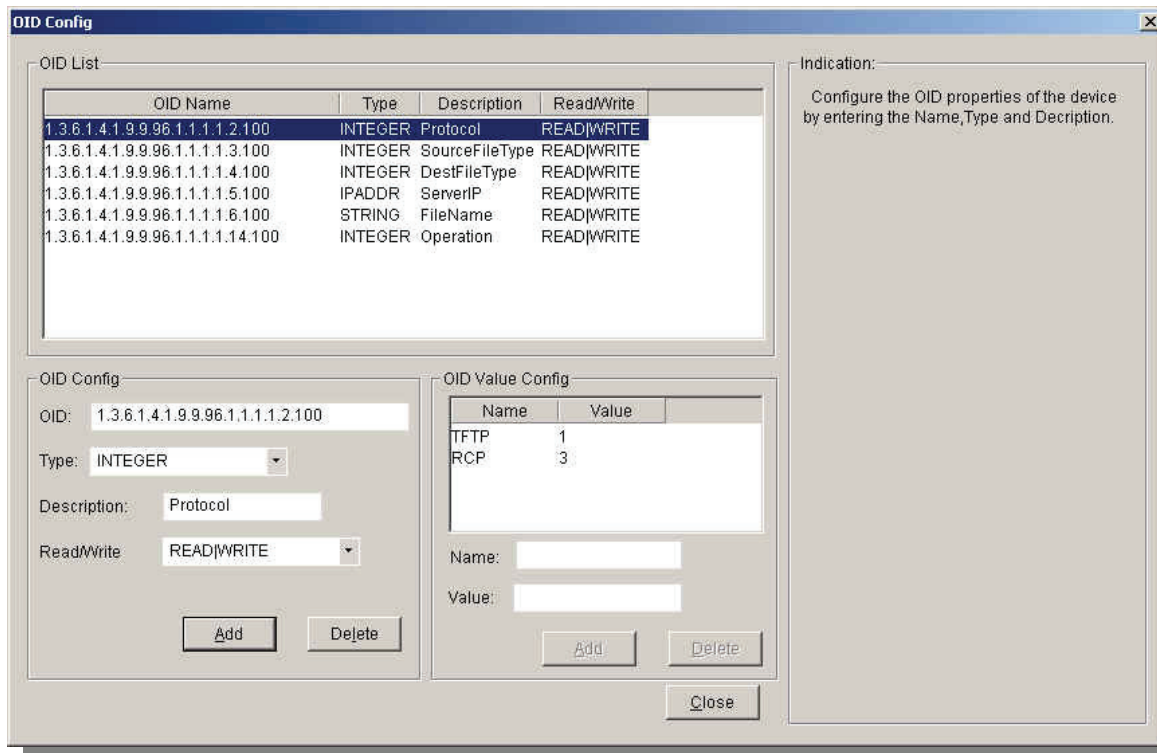 OID Config
OID List
OID Name Type Description Read/Write
1.3.6.1.4.1.9.9.96.1.1.1.1.2.100 INTEGER Protocol READ|WRITE
1.3.6.1.4.1.9.9.96.1.1.1.1.3.100 INTEGER SourceFileType READ|WRITE
1.3.6.1.4.1.9.9.96.1.1.1.1.4.100 INTEGER DestFileType READ|WRITE
1.3.6.1.4.1.9.9.96.1.1.1.1.5.100 IPADDR ServerIP READ|WRITE
1.3.6.1.4.1.9.9.96.1.1.1.1.6.100 STRING FileName READ|WRITE
1.3.6.1.4.1.9.9.96.1.1.1.1.14.100 INTEGER Operation READ|WRITE
Indication:
Configure the OID properties of the device
by entering the Name,Type and Decription.
OID Config
OID: 1.3.6.1.4.1.9.9.96.1.1.1.1.2.100
Type: INTEGER
Description: Protocol
Read/Write READ|WRITE
Add Delete
OID Value Config
Name Value
TFTP 1
RCP 3
Name:
Value:
Add Delete
Close